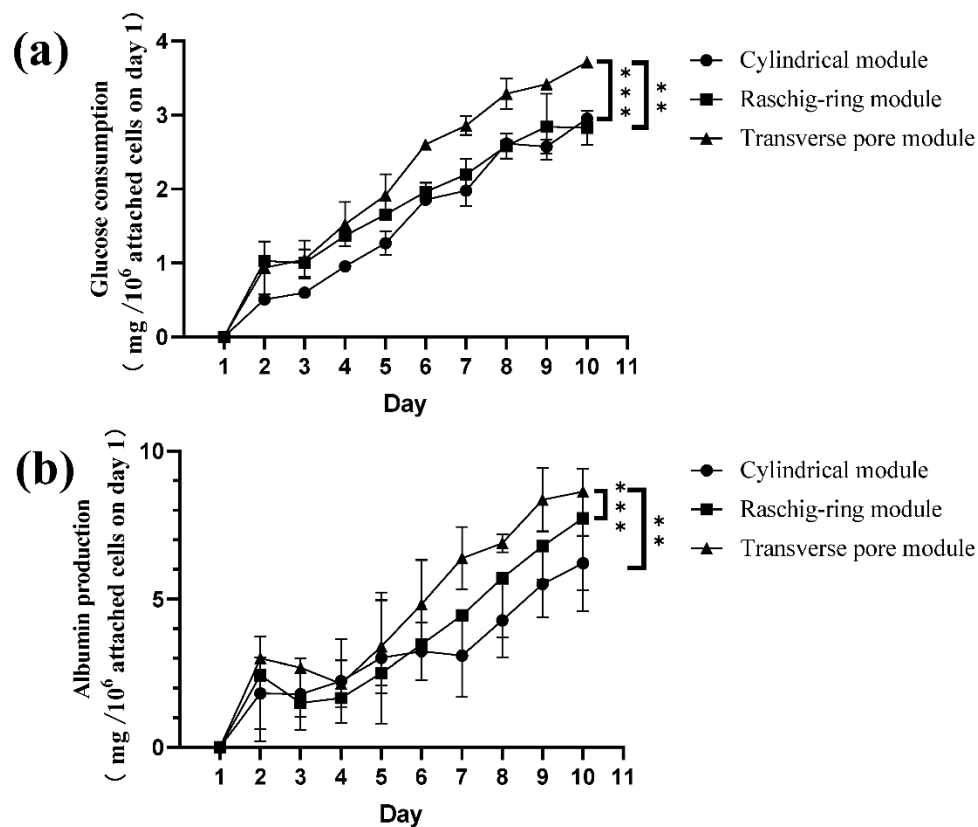 (a)
Glucose consumption
( mg /10⁶ attached cells on day 1 )
4
3
2
1
0
1 2 3 4 5 6 7 8 9 10 11
Day
***
**
Cylindrical module
Raschig-ring module
Transverse pore module
(b)
Albumin production
( mg /10⁶ attached cells on day 1 )
10
5
0
1 2 3 4 5 6 7 8 9 10 11
Day
***
**
Cylindrical module
Raschig-ring module
Transverse pore module